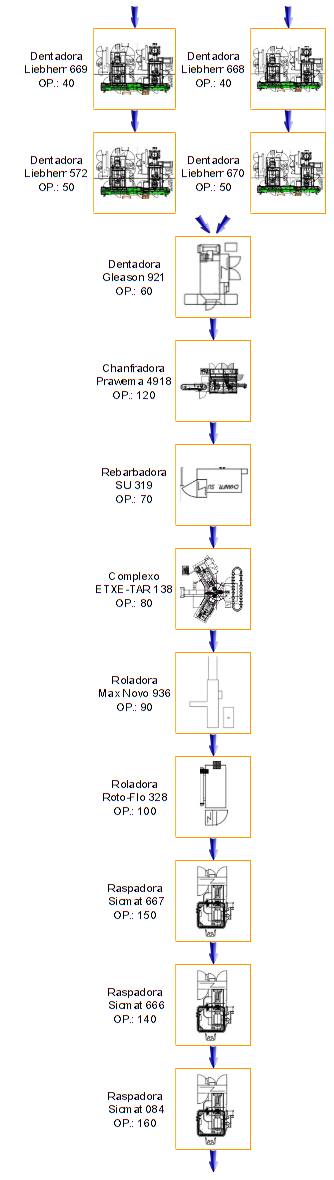 Dentadora
Liebherr 669
OP.: 40
Dentadora
Liebherr 668
OP.: 40
Dentadora
Liebherr 572
OP.: 50
Dentadora
Liebherr 670
OP.: 50
Dentadora
Gleason 921
OP.: 60
Chanfradora
Prawema 4918
OP.: 120
Rebarbadora
SU 319
OP.: 70
CHANFR. SU
Complexo
ETXE-TAR 138
OP.: 80
Roladora
Max Novo 936
OP.: 90
Roladora
Roto-Flo 328
OP.: 100
Raspadora
Sicmat 667
OP.: 150
Raspadora
Sicmat 666
OP.: 140
Raspadora
Sicmat 084
OP.: 160